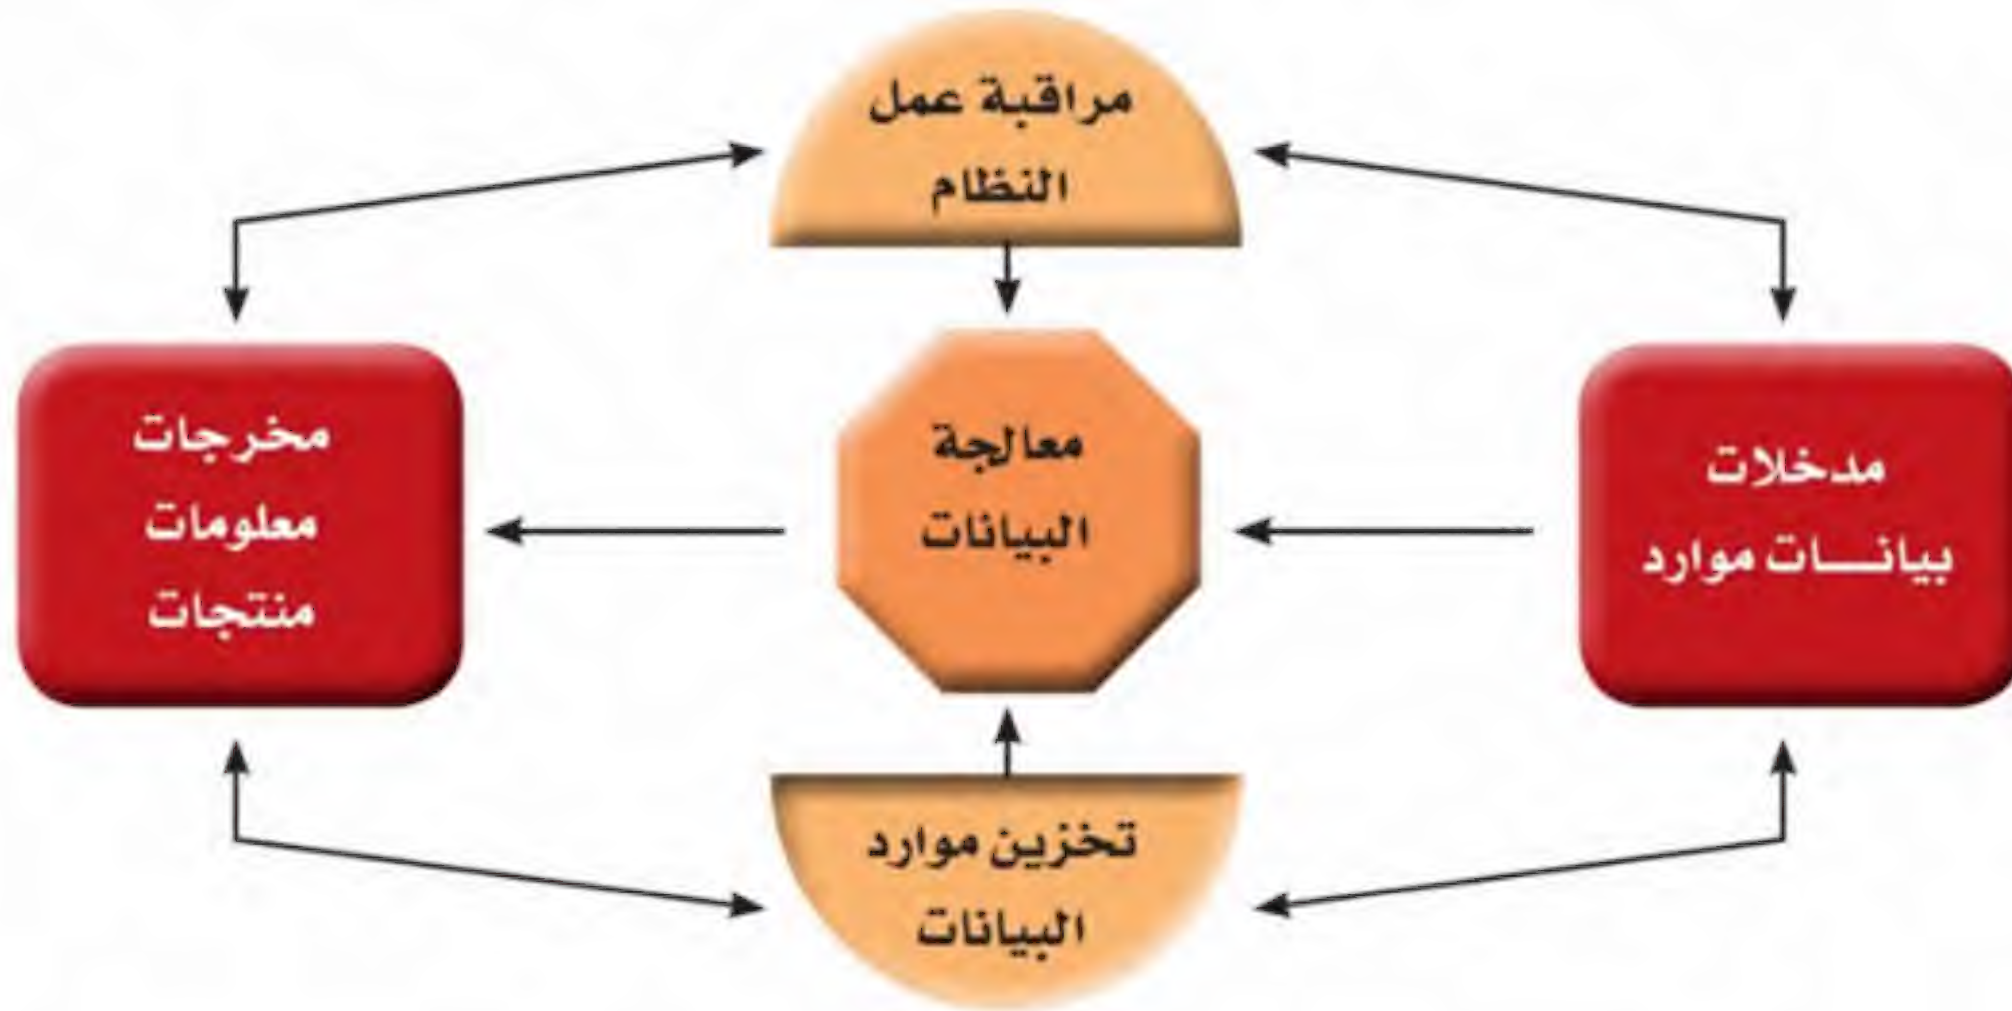 مراقبة عمل
النظام
مدخلات
بيانـــات موارد
معالجة
البيانات
مخرجات
معلومات
منتجات
تخزين موارد
البيانات